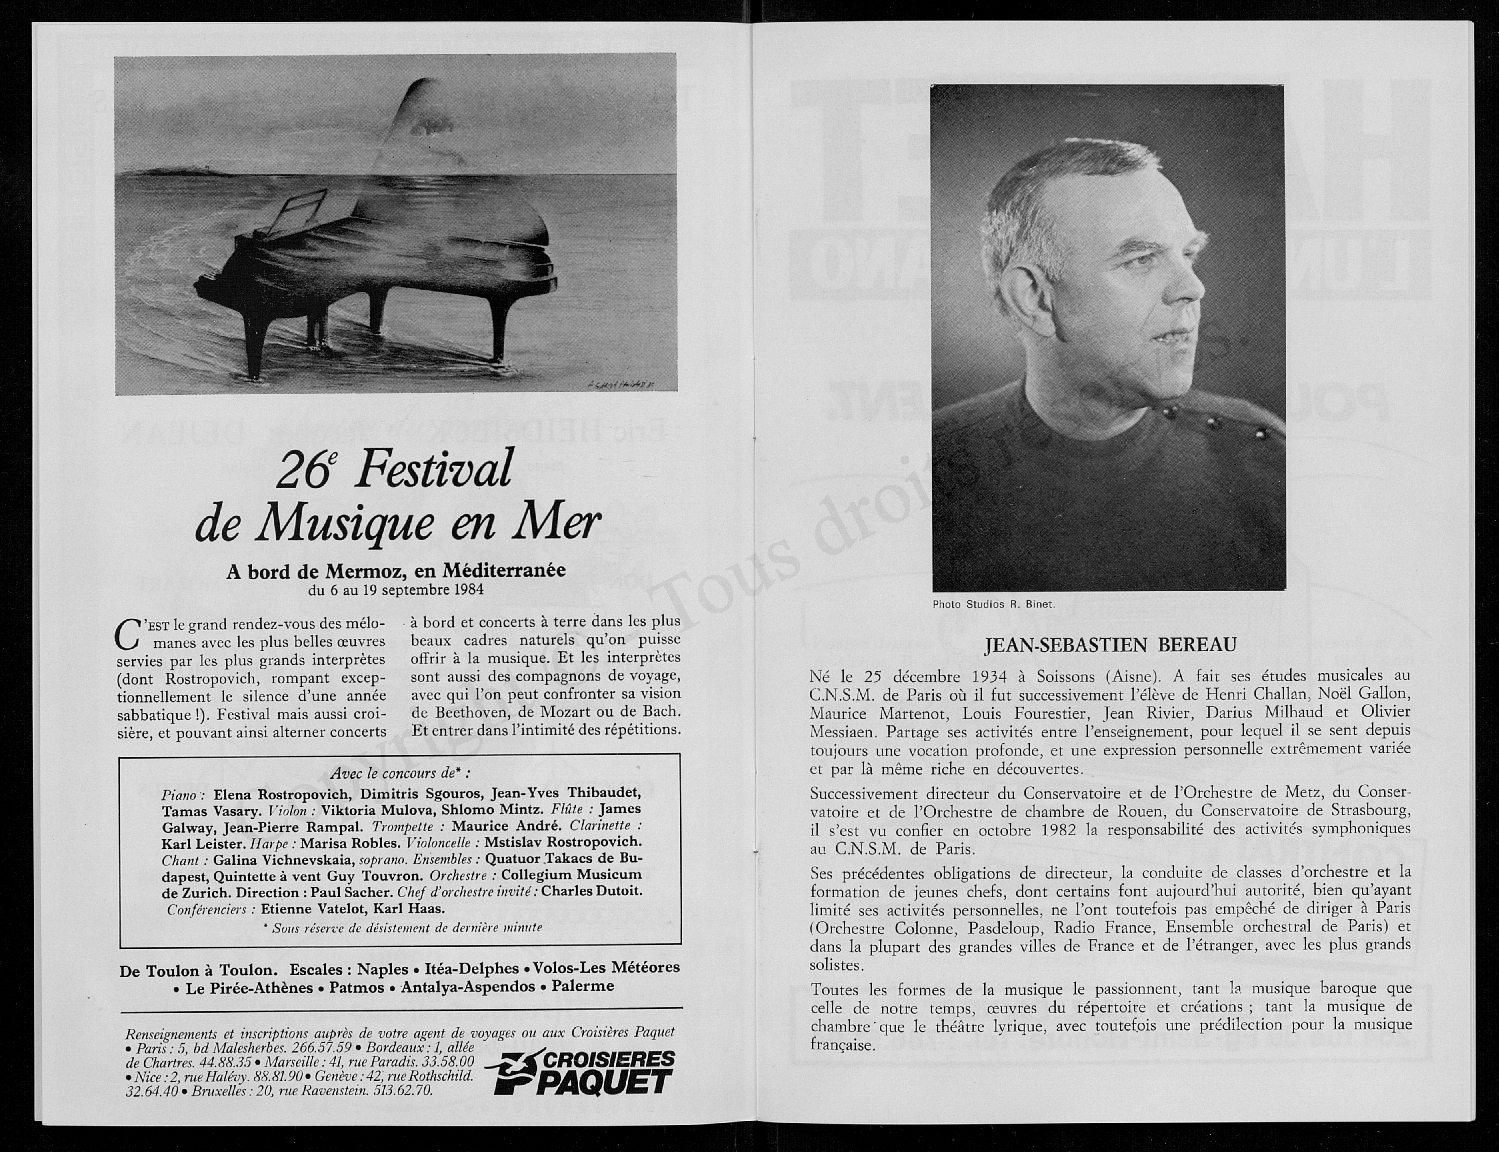 26e Festival
de Musique en Mer
A bord de Mermoz, en Méditerranée
du 6 au 19 septembre 1984
C'EST le grand rendez-vous des mélo-
manes avec les plus belles œuvres
servies par les plus grands interprètes
(dont Rostropovich, rompant excep-
tionnellement le silence d'une année
sabbatique !). Festival mais aussi croi-
sière, et pouvant ainsi alterner concerts
à bord et concerts à terre dans les plus
beaux cadres naturels qu'on puisse
offrir à la musique. Et les interprètes
sont aussi des compagnons de voyage,
avec qui l'on peut confronter sa vision
de Beethoven, de Mozart ou de Bach.
Et entrer dans l'intimité des répétitions.
Avec le concours de* :
Piano : Elena Rostropovich, Dimitris Sgouros, Jean-Yves Thibaudet,
Tamas Vasary. Violon : Viktoria Mulova, Shlomo Mintz. Flûte : James
Galway, Jean-Pierre Rampal. Trompette : Maurice André. Clarinette :
Karl Leister. Harpe : Marisa Robles. Violoncelle : Mstislav Rostropovich.
Chant : Galina Vichnevskaia, soprano. Ensembles : Quatuor Takacs de Bu-
dapest, Quintette à vent Guy Touvron. Orchestre : Collegium Musicum
de Zurich. Direction : Paul Sacher. Chef d'orchestre invité : Charles Dutoit.
Conférenciers : Etienne Vatelot, Karl Haas.
* Sous réserve de désistement de dernière minute
De Toulon à Toulon. Escales : Naples • Itéa-Delphes • Volos-Les Météores
• Le Pirée-Athènes • Patmos • Antalya-Aspendos • Palerme
Renseignements et inscriptions auprès de votre agent de voyages ou aux Croisières Paquet
• Paris : 5, bd Malesherbes. 266.57.59 • Bordeaux : 1, allée
de Chartres. 44.88.35 • Marseille : 41, rue Paradis. 33.58.00
• Nice : 2, rue Halévy. 88.81.90 • Genève : 42, rue Rothschild.
32.64.40 • Bruxelles : 20, rue Ravenstein. 513.62.70.
CROISIERES
PAQUET
Photo Studios R. Binet.
JEAN-SEBASTIEN BEREAU
Né le 25 décembre 1934 à Soissons (Aisne). A fait ses études musicales au
C.N.S.M. de Paris où il fut successivement l'élève de Henri Challan, Noël Gallon,
Maurice Martenot, Louis Fourestier, Jean Rivier, Darius Milhaud et Olivier
Messiaen. Partage ses activités entre l'enseignement, pour lequel il se sent depuis
toujours une vocation profonde, et une expression personnelle extrêmement variée
et par là même riche en découvertes.
Successivement directeur du Conservatoire et de l'Orchestre de Metz, du Conser-
vatoire et de l'Orchestre de chambre de Rouen, du Conservatoire de Strasbourg,
il s'est vu confier en octobre 1982 la responsabilité des activités symphoniques
au C.N.S.M. de Paris.
Ses précédentes obligations de directeur, la conduite de classes d'orchestre et la
formation de jeunes chefs, dont certains font aujourd'hui autorité, bien qu'ayant
limité ses activités personnelles, ne l'ont toutefois pas empêché de diriger à Paris
(Orchestre Colonne, Pasdeloup, Radio France, Ensemble orchestral de Paris) et
dans la plupart des grandes villes de France et de l'étranger, avec les plus grands
solistes.
Toutes les formes de la musique le passionnent, tant la musique baroque que
celle de notre temps, œuvres du répertoire et créations ; tant la musique de
chambre que le théâtre lyrique, avec toutefois une prédilection pour la musique
française.
Tous droits